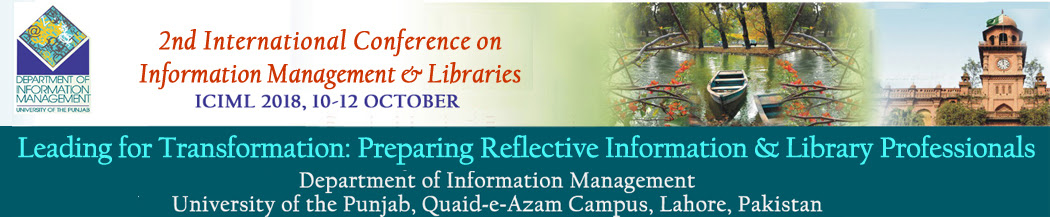 DEPARTMENT OF
INFORMATION
MANAGEMENT
UNIVERSITY OF THE PUNJAB
2nd International Conference on
Information Management & Libraries
ICIML 2018, 10-12 OCTOBER
Leading for Transformation: Preparing Reflective Information & Library Professionals
Department of Information Management
University of the Punjab, Quaid-e-Azam Campus, Lahore, Pakistan